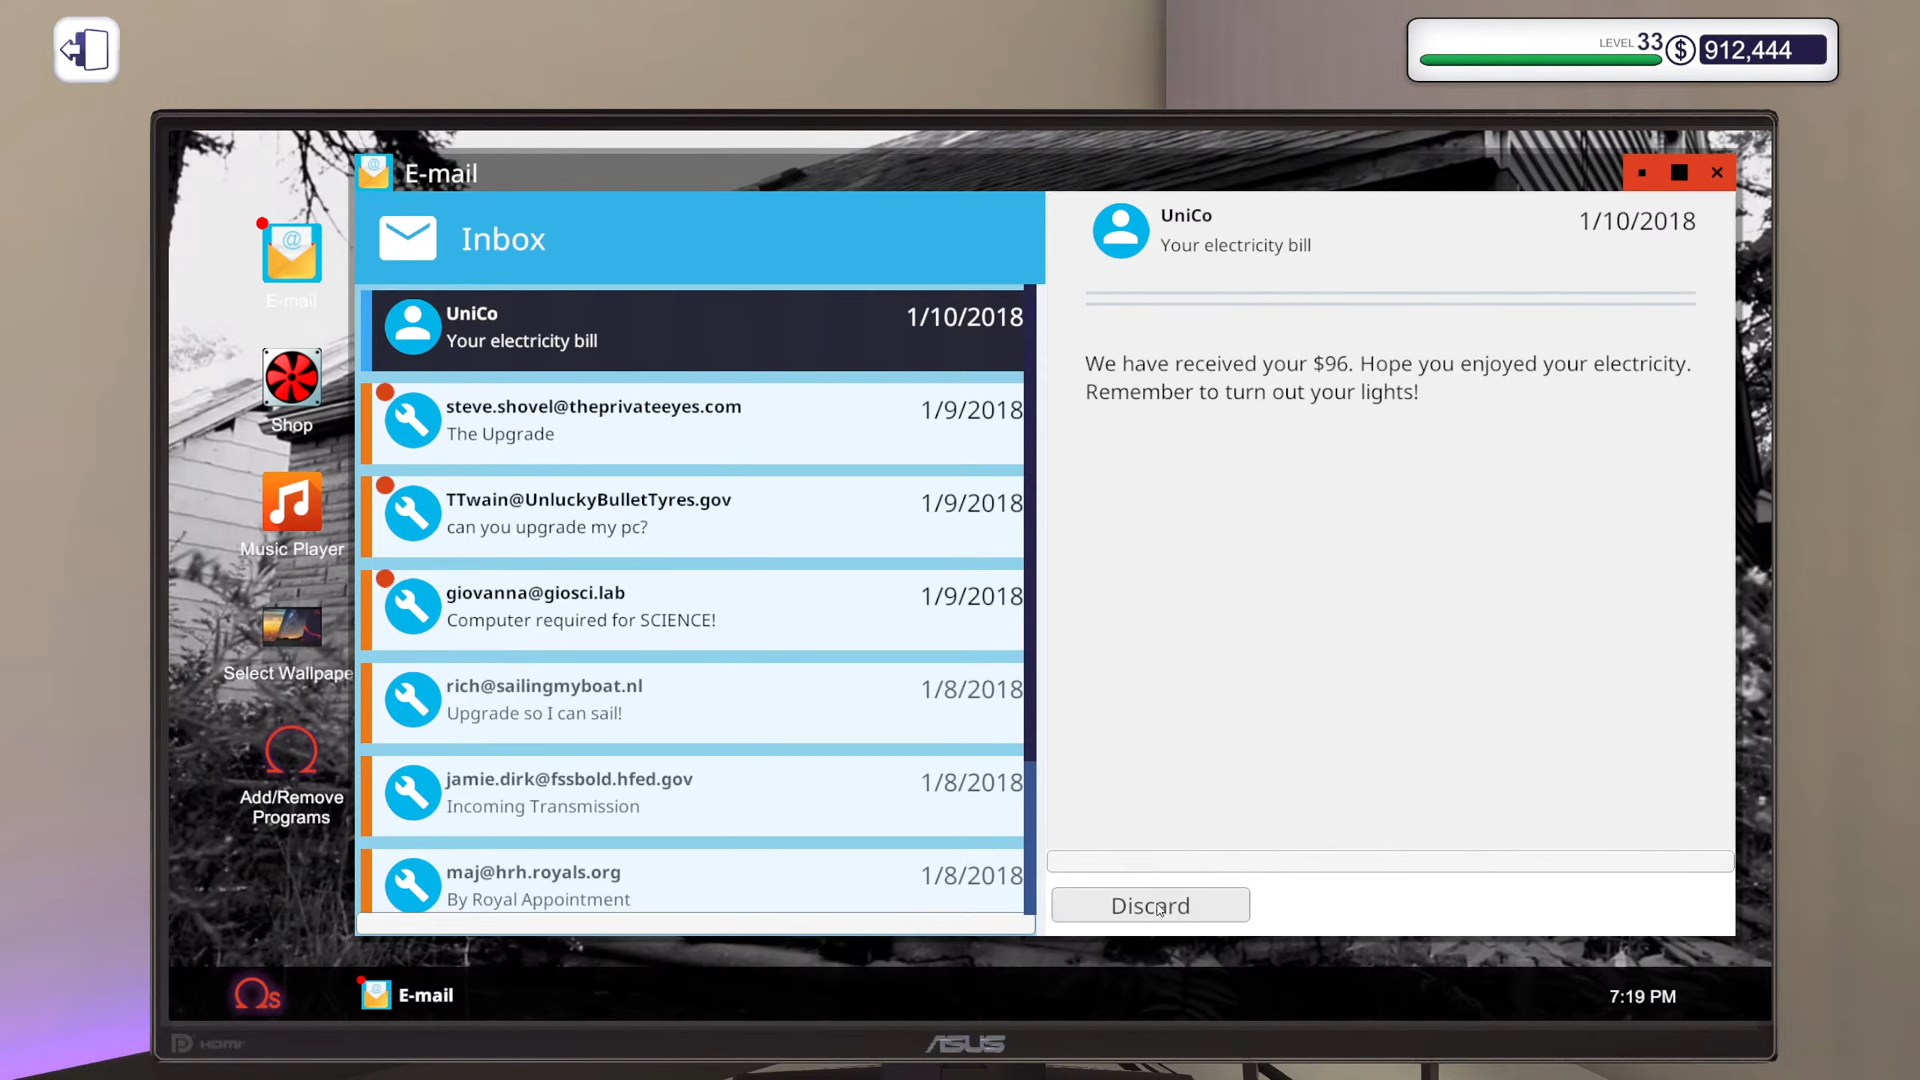 LEVEL 33 $ 912,444
E-mail
Inbox
UniCo
Your electricity bill
1/10/2018
steve.shovel@theprivateeyes.com
The Upgrade
1/9/2018
TTwain@UnluckyBulletTyres.gov
can you upgrade my pc?
1/9/2018
giovanna@giosci.lab
Computer required for SCIENCE!
1/9/2018
rich@sailingmyboat.nl
Upgrade so I can sail!
1/8/2018
jamie.dirk@fssbold.hfed.gov
Incoming Transmission
1/8/2018
maj@hrh.royals.org
By Royal Appointment
1/8/2018
UniCo
Your electricity bill
1/10/2018
We have received your $96. Hope you enjoyed your electricity.
Remember to turn out your lights!
Discard
E-mail
Shop
Music Player
Select Wallpape
Add/Remove
Programs
Ωs
E-mail
7:19 PM
HDMI
ASUS